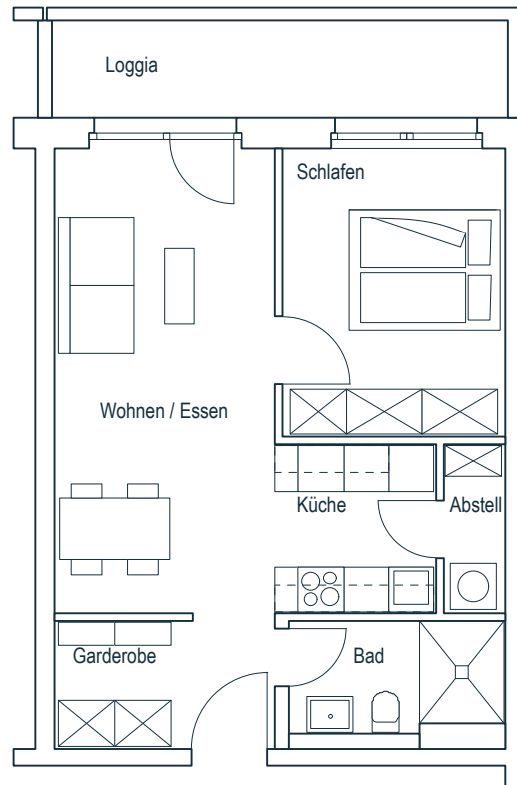 Loggia
Schlafen
Wohnen / Essen
Küche
Abstell
Garderobe
Bad